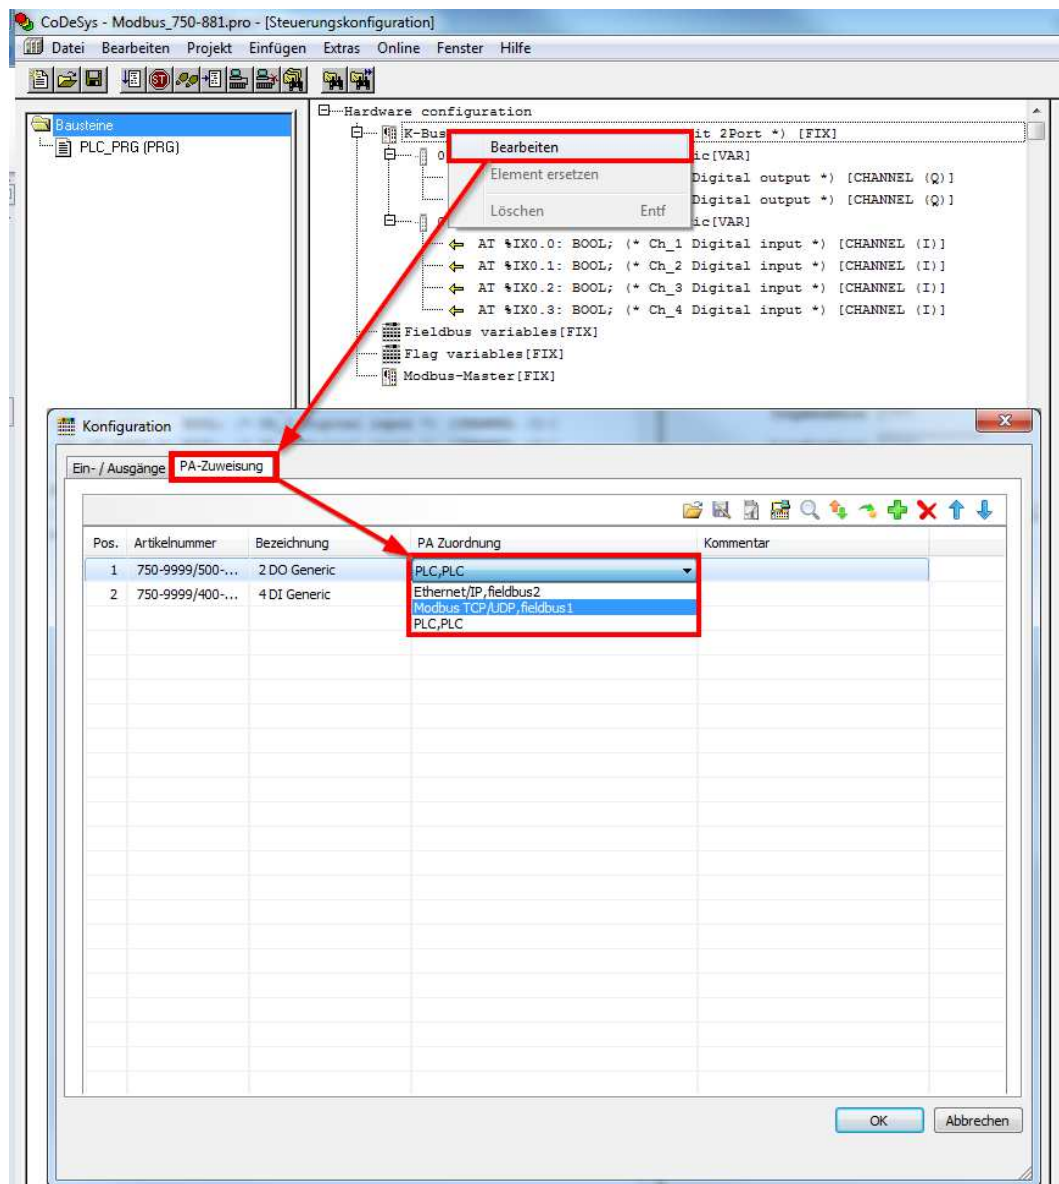 CoDeSys - Modbus_750-881.pro - [Steuerungskonfiguration]
Datei Bearbeiten Projekt Einfügen Extras Online Fenster Hilfe
Bausteine
PLC_PRG (PRG)
Hardware configuration
K-Bus it 2Port *) [FIX]
Bearbeiten
Element ersetzen
Löschen Entf
0 ic[VAR]
Digital output *) [CHANNEL (Q)]
Digital output *) [CHANNEL (Q)]
ic[VAR]
AT %IX0.0: BOOL; (* Ch_1 Digital input *) [CHANNEL (I)]
AT %IX0.1: BOOL; (* Ch_2 Digital input *) [CHANNEL (I)]
AT %IX0.2: BOOL; (* Ch_3 Digital input *) [CHANNEL (I)]
AT %IX0.3: BOOL; (* Ch_4 Digital input *) [CHANNEL (I)]
Fieldbus variables[FIX]
Flag variables[FIX]
Modbus-Master[FIX]
Konfiguration
Ein- / Ausgänge PA-Zuweisung
Pos. Artikelnummer Bezeichnung PA Zuordnung Kommentar
1 750-9999/500-... 2 DO Generic PLC,PLC
2 750-9999/400-... 4 DI Generic
Ethernet/IP,fieldbus2
Modbus TCP/UDP,fieldbus1
PLC,PLC
OK Abbrechen